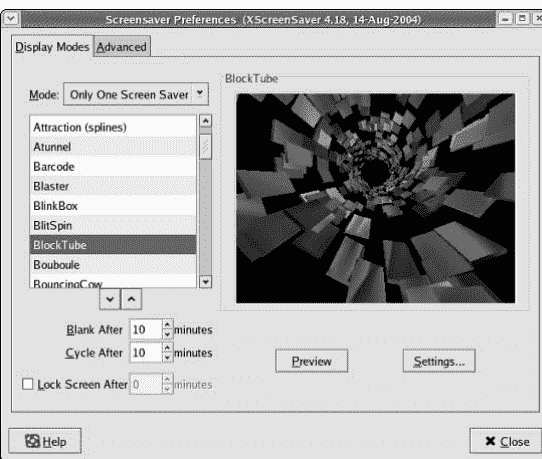 Screensaver Preferences (XScreenSaver 4.18, 14-Aug-2004)
Display Modes Advanced
Mode: Only One Screen Saver
BlockTube
Attraction (splines)
Atunnel
Barcode
Blaster
BlinkBox
BlitSpin
BlockTube
Bouboule
BouncingCow
Blank After 10 minutes
Cycle After 10 minutes
Lock Screen After 0 minutes
Preview Settings...
Help Close